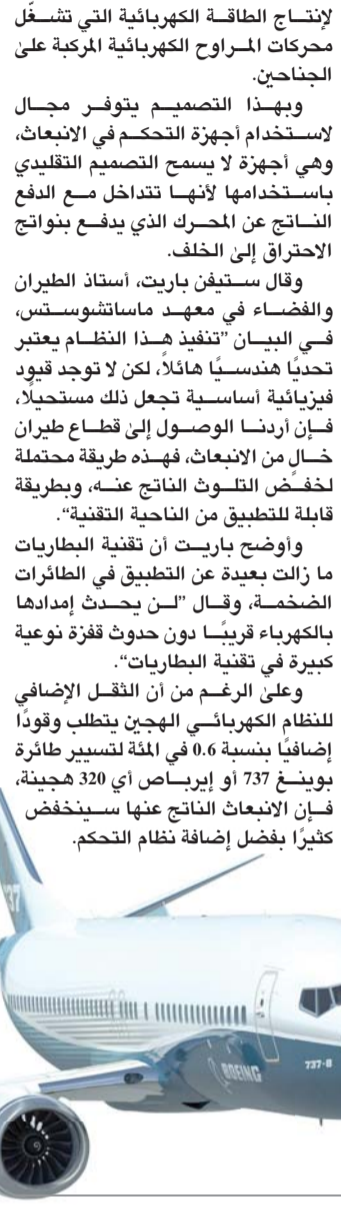 لإنتاج الطاقة الكهربائية التي تشغّل
محركات المراوح الكهربائية المركبة على
الجناحين.
وبهذا التصميم يتوفر مجال
لاستخدام أجهزة التحكم في الانبعاث،
وهي أجهزة لا يسمح التصميم التقليدي
باستخدامها لأنها تتداخل مع الدفع
الناتج عن المحرك الذي يدفع بنواتج
الاحتراق إلى الخلف.
وقال ستيفن باريت، أستاذ الطيران
والفضاء في معهد ماساتشوستس،
في البيان ”تنفيذ هذا النظام يعتبر
تحديًا هندسيًا هائلاً، لكن لا توجد قيود
فيزيائية أساسية تجعل ذلك مستحيلًا،
فإن أردنا الوصول إلى قطاع طيران
خالٍ من الانبعاث، فهذه طريقة محتملة
لخفض التلوث الناتج عنه، وبطريقة
قابلة للتطبيق من الناحية التقنية“.
وأوضح باريت أن تقنية البطاريات
ما زالت بعيدة عن التطبيق في الطائرات
الضخمة، وقال ”لن يحدث إمدادها
بالكهرباء قريبًا دون حدوث قفزة نوعية
كبيرة في تقنية البطاريات“.
وعلى الرغم من أن الثقل الإضافي
للنظام الكهربائي الهجين يتطلب وقودًا
إضافيًا بنسبة 0.6 في المئة لتسيير طائرة
بوينغ 737 أو إيرباص أي 320 هجينة،
فإن الانبعاث الناتج عنها سينخفض
كثيرًا بفضل إضافة نظام التحكم.
737
BOEING
737-8